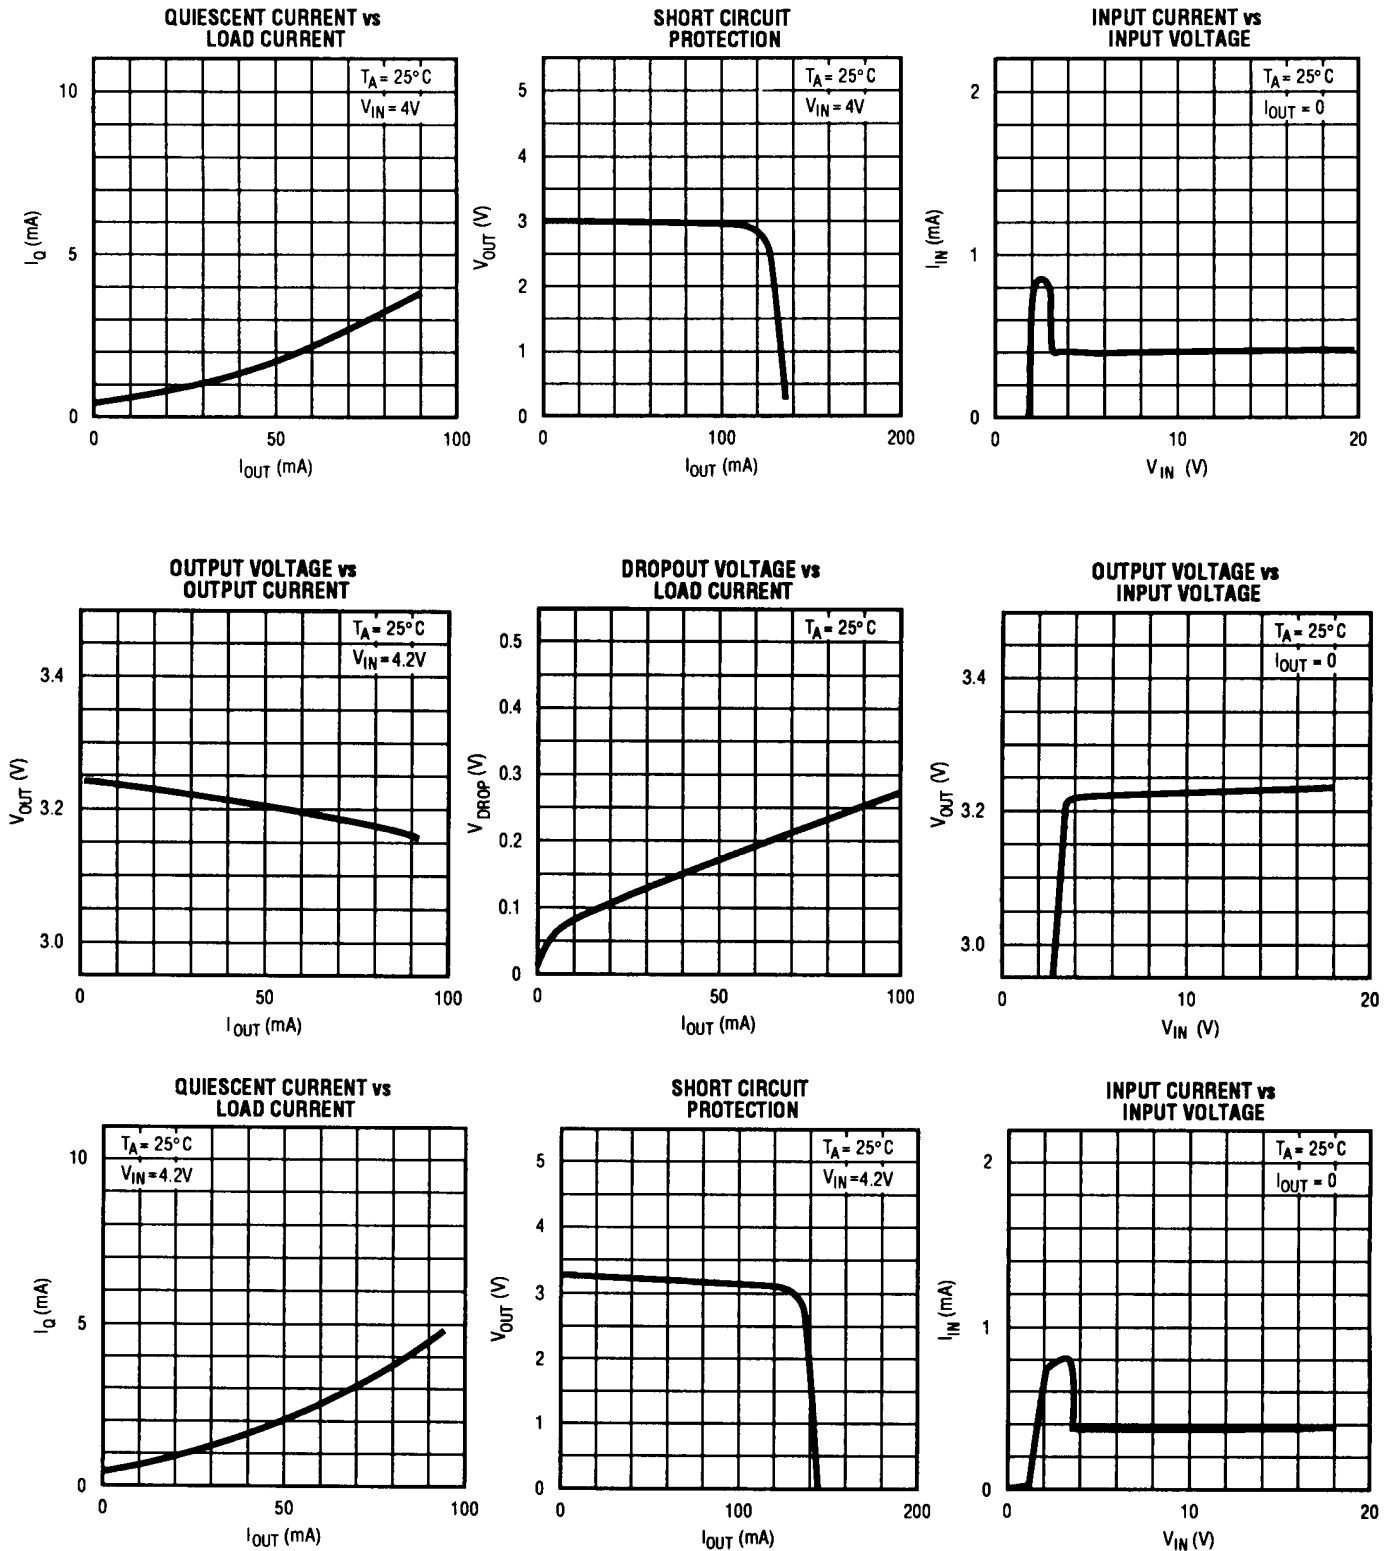 QUIESCENT CURRENT vs
LOAD CURRENT
TA = 25°C
VIN = 4V
10
5
0
IQ (mA)
0
50
100
IOUT (mA)
SHORT CIRCUIT
PROTECTION
TA = 25°C
VIN = 4V
5
4
3
2
1
0
VOUT (V)
0
100
200
IOUT (mA)
INPUT CURRENT vs
INPUT VOLTAGE
TA = 25°C
IOUT = 0
2
1
0
IIN (mA)
0
10
20
VIN (V)
OUTPUT VOLTAGE vs
OUTPUT CURRENT
TA = 25°C
VIN = 4.2V
3.4
3.2
3.0
VOUT (V)
0
50
100
IOUT (mA)
DROPOUT VOLTAGE vs
LOAD CURRENT
TA = 25°C
0.5
0.4
0.3
0.2
0.1
0
VDROP (V)
0
50
100
IOUT (mA)
OUTPUT VOLTAGE vs
INPUT VOLTAGE
TA = 25°C
IOUT = 0
3.4
3.2
3.0
VOUT (V)
0
10
20
VIN (V)
QUIESCENT CURRENT vs
LOAD CURRENT
TA = 25°C
VIN = 4.2V
10
5
0
IQ (mA)
0
50
100
IOUT (mA)
SHORT CIRCUIT
PROTECTION
TA = 25°C
VIN = 4.2V
5
4
3
2
1
0
VOUT (V)
0
100
200
IOUT (mA)
INPUT CURRENT vs
INPUT VOLTAGE
TA = 25°C
IOUT = 0
2
1
0
IIN (mA)
0
10
20
VIN (V)